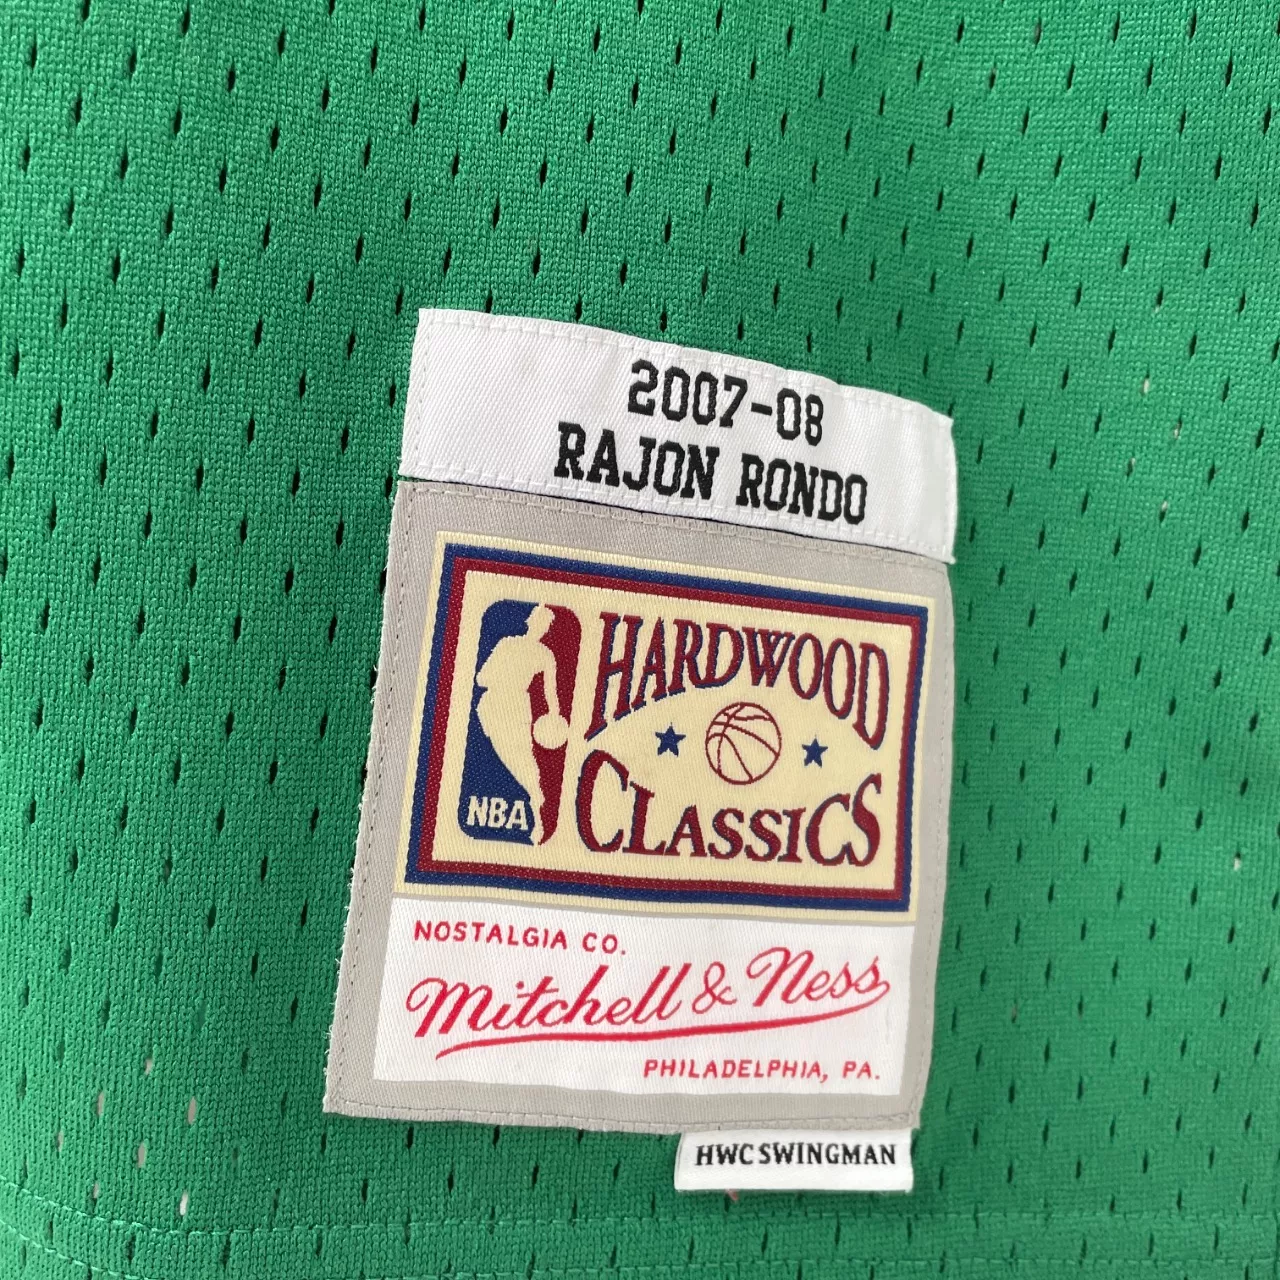 2007-08
RAJON RONDO
HARDWOOD
CLASSICS
NBA
NOSTALGIA CO.
Mitchell & Ness
PHILADELPHIA, PA.
HWC SWINGMAN